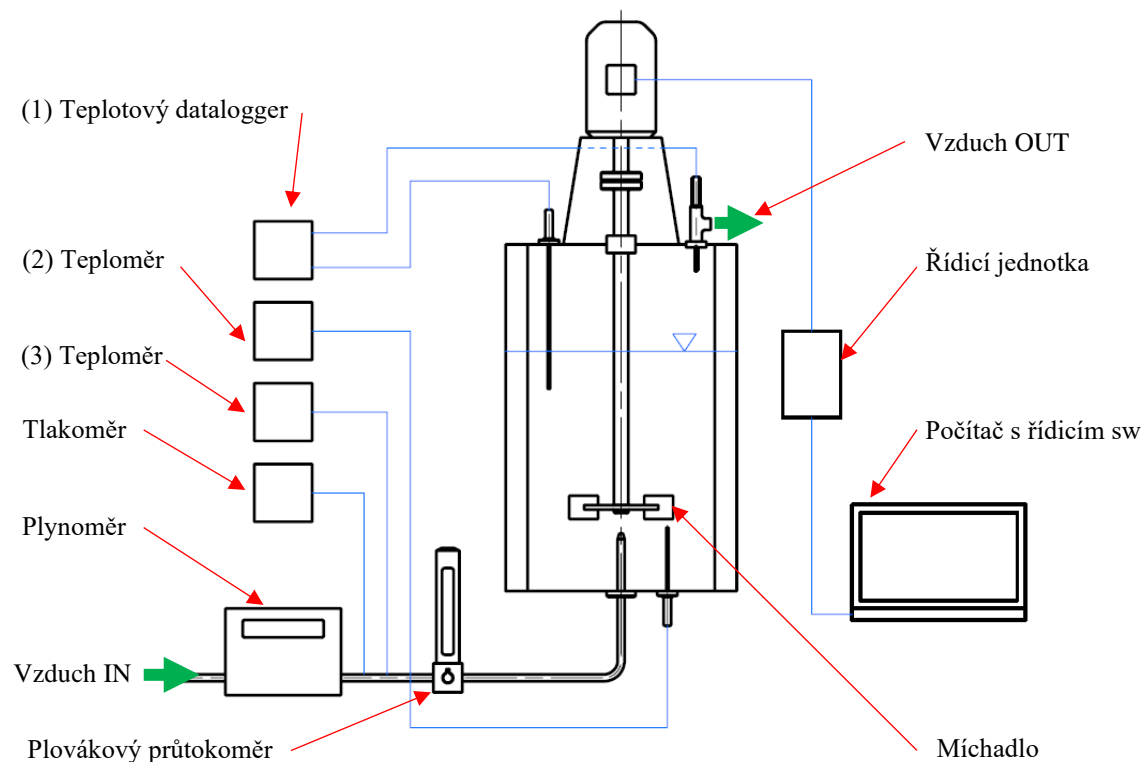 (1) Teplotový datalogger
Vzduch OUT
(2) Teploměr
Řídicí jednotka
(3) Teploměr
Tlakoměr
Počítač s řídicím sw
Plynoměr
Vzduch IN
Plovákový průtokoměr
Míchadlo